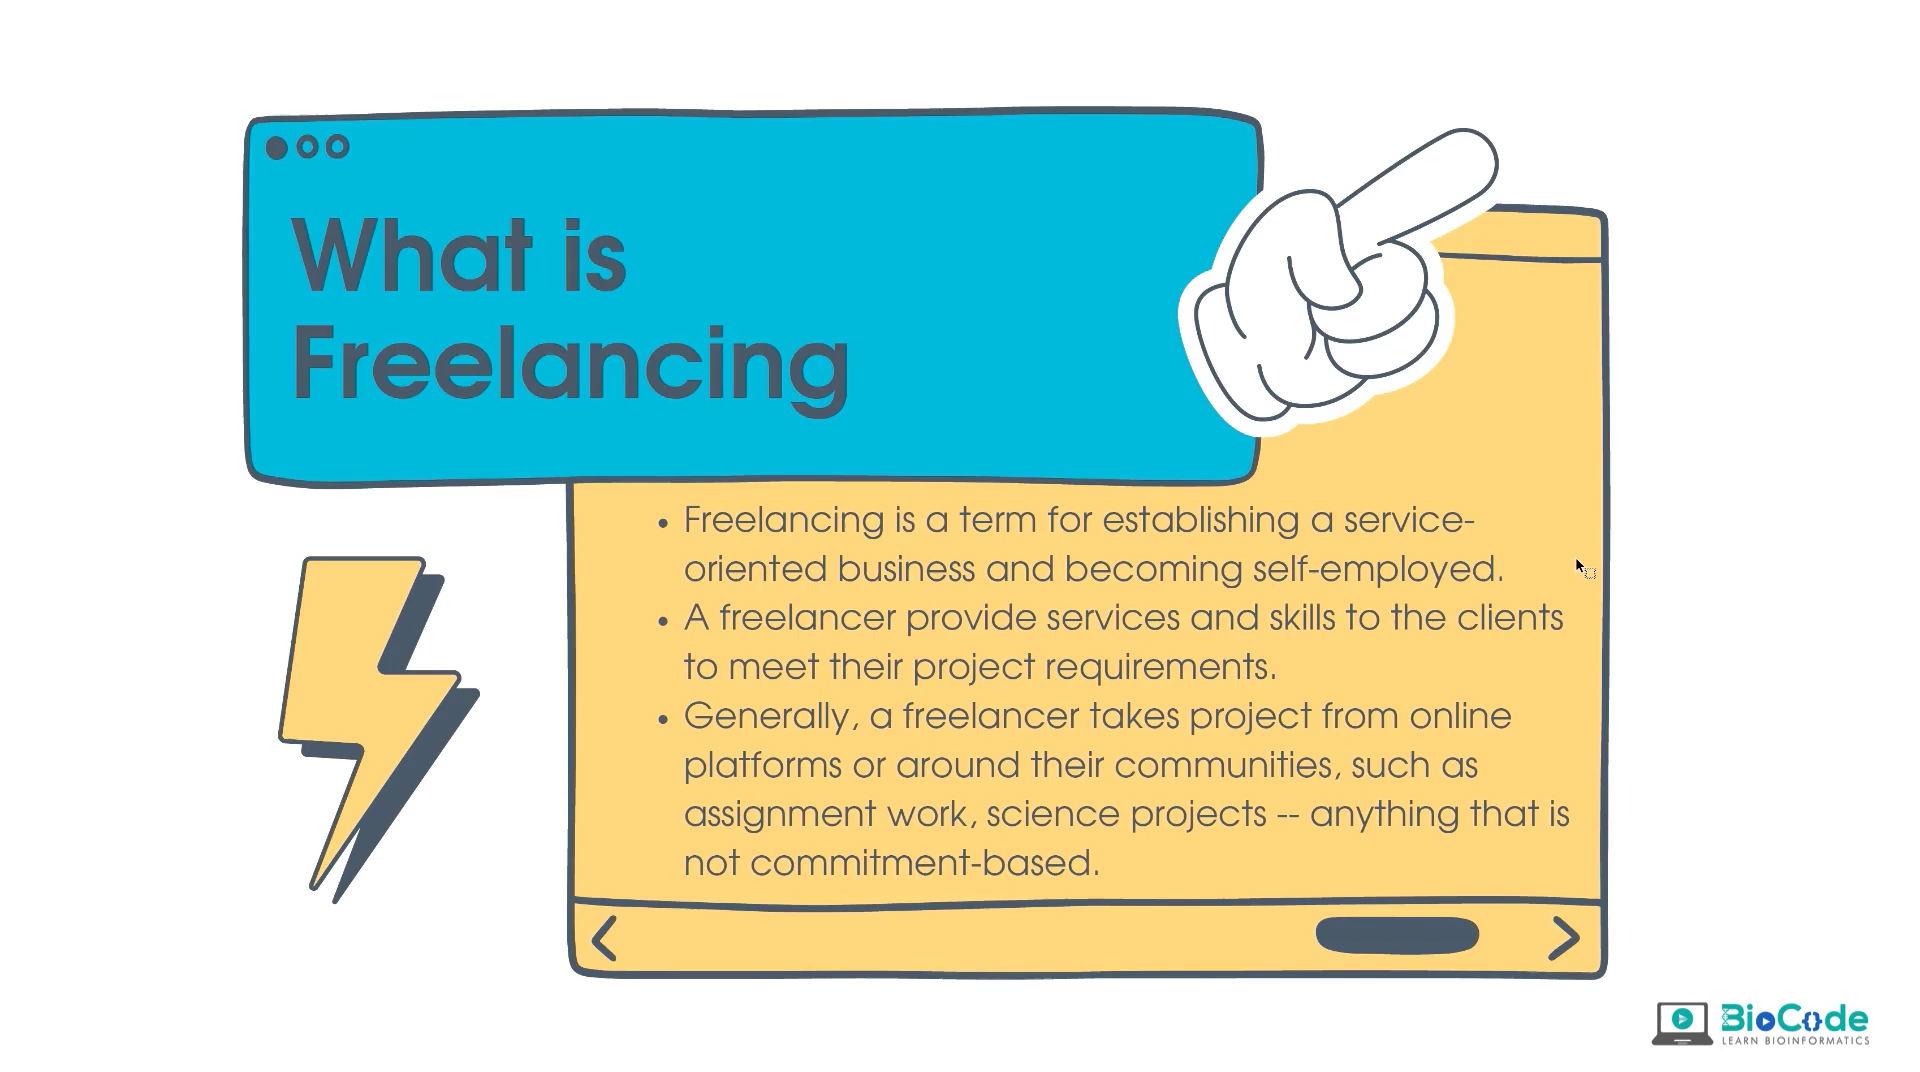 What is
Freelancing
• Freelancing is a term for establishing a service-
oriented business and becoming self-employed.
• A freelancer provide services and skills to the clients
to meet their project requirements.
• Generally, a freelancer takes project from online
platforms or around their communities, such as
assignment work, science projects -- anything that is
not commitment-based.
BioCode
LEARN BIOINFORMATICS